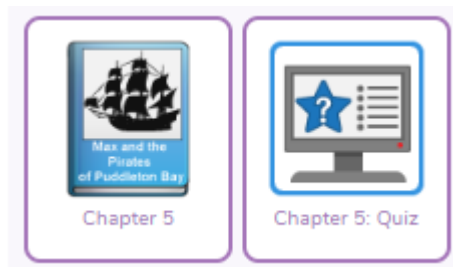 Max and the
Pirates
of Puddleton Bay
?
Chapter 5
Chapter 5: Quiz